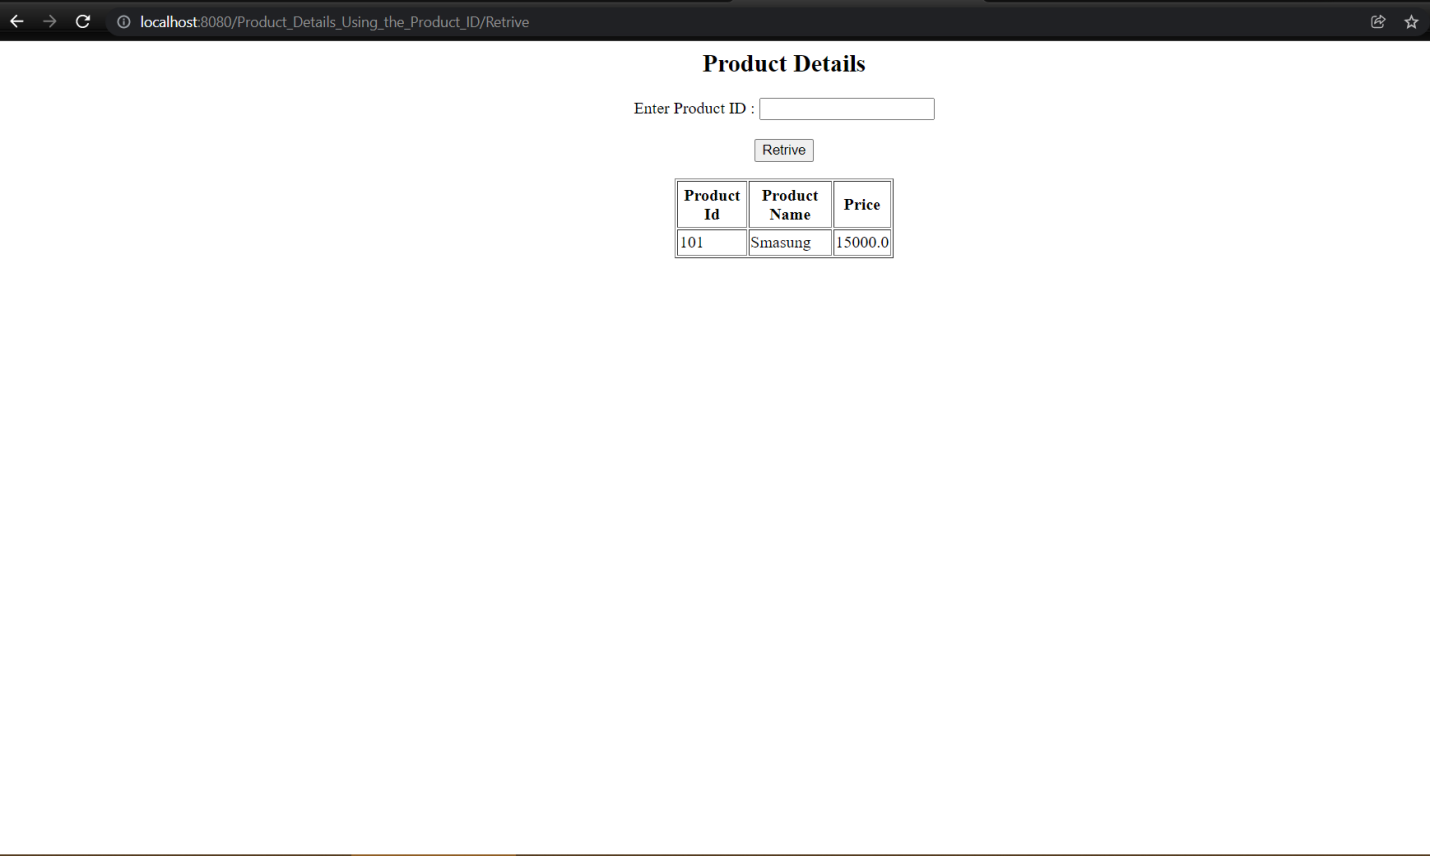 localhost:8080/Product_Details_Using_the_Product_ID/Retrive
Product Details
Enter Product ID :
Retrive
Product Id Product Name Price
101 Smasung 15000.0